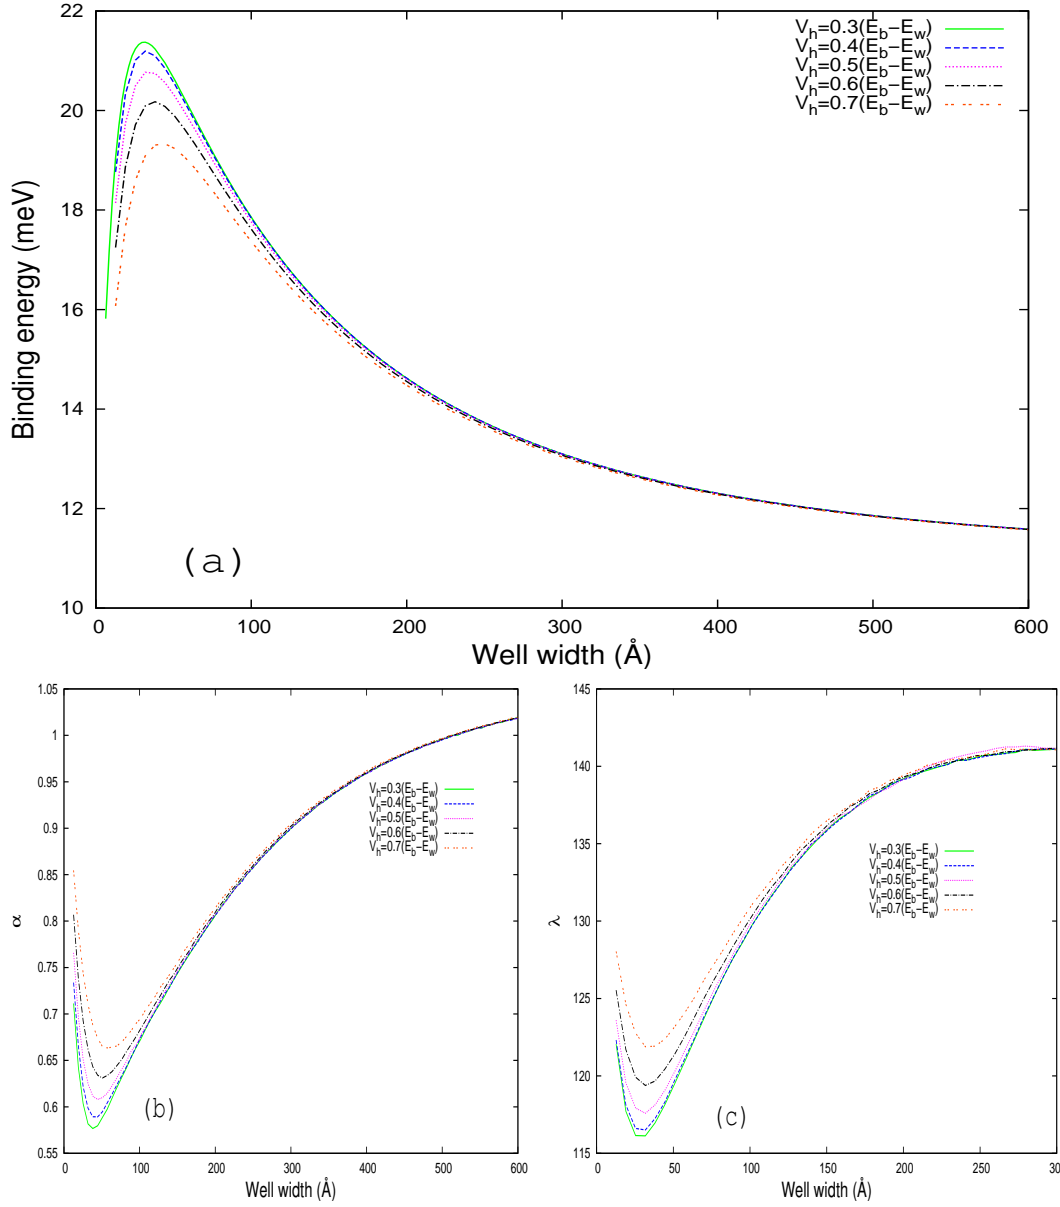 22
20
18
16
14
12
10
Binding energy (meV)
V_h=0.3(E_b−E_w)
V_h=0.4(E_b−E_w)
V_h=0.5(E_b−E_w)
V_h=0.6(E_b−E_w)
V_h=0.7(E_b−E_w)
(a)
0 100 200 300 400 500 600
Well width (Å)
1.05
1
0.95
0.9
0.85
0.8
0.75
0.7
0.65
0.6
0.55
α
V_h=0.3(E_b−E_w)
V_h=0.4(E_b−E_w)
V_h=0.5(E_b−E_w)
V_h=0.6(E_b−E_w)
V_h=0.7(E_b−E_w)
(b)
0 100 200 300 400 500 600
Well width (Å)
145
140
135
130
125
120
115
λ
V_h=0.3(E_b−E_w)
V_h=0.4(E_b−E_w)
V_h=0.5(E_b−E_w)
V_h=0.6(E_b−E_w)
V_h=0.7(E_b−E_w)
(c)
0 50 100 150 200 250 30
Well width (Å)